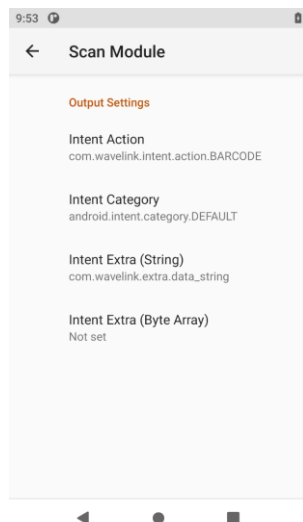 9:53
Scan Module
Output Settings
Intent Action
com.wavelink.intent.action.BARCODE
Intent Category
android.intent.category.DEFAULT
Intent Extra (String)
com.wavelink.extra.data_string
Intent Extra (Byte Array)
Not set